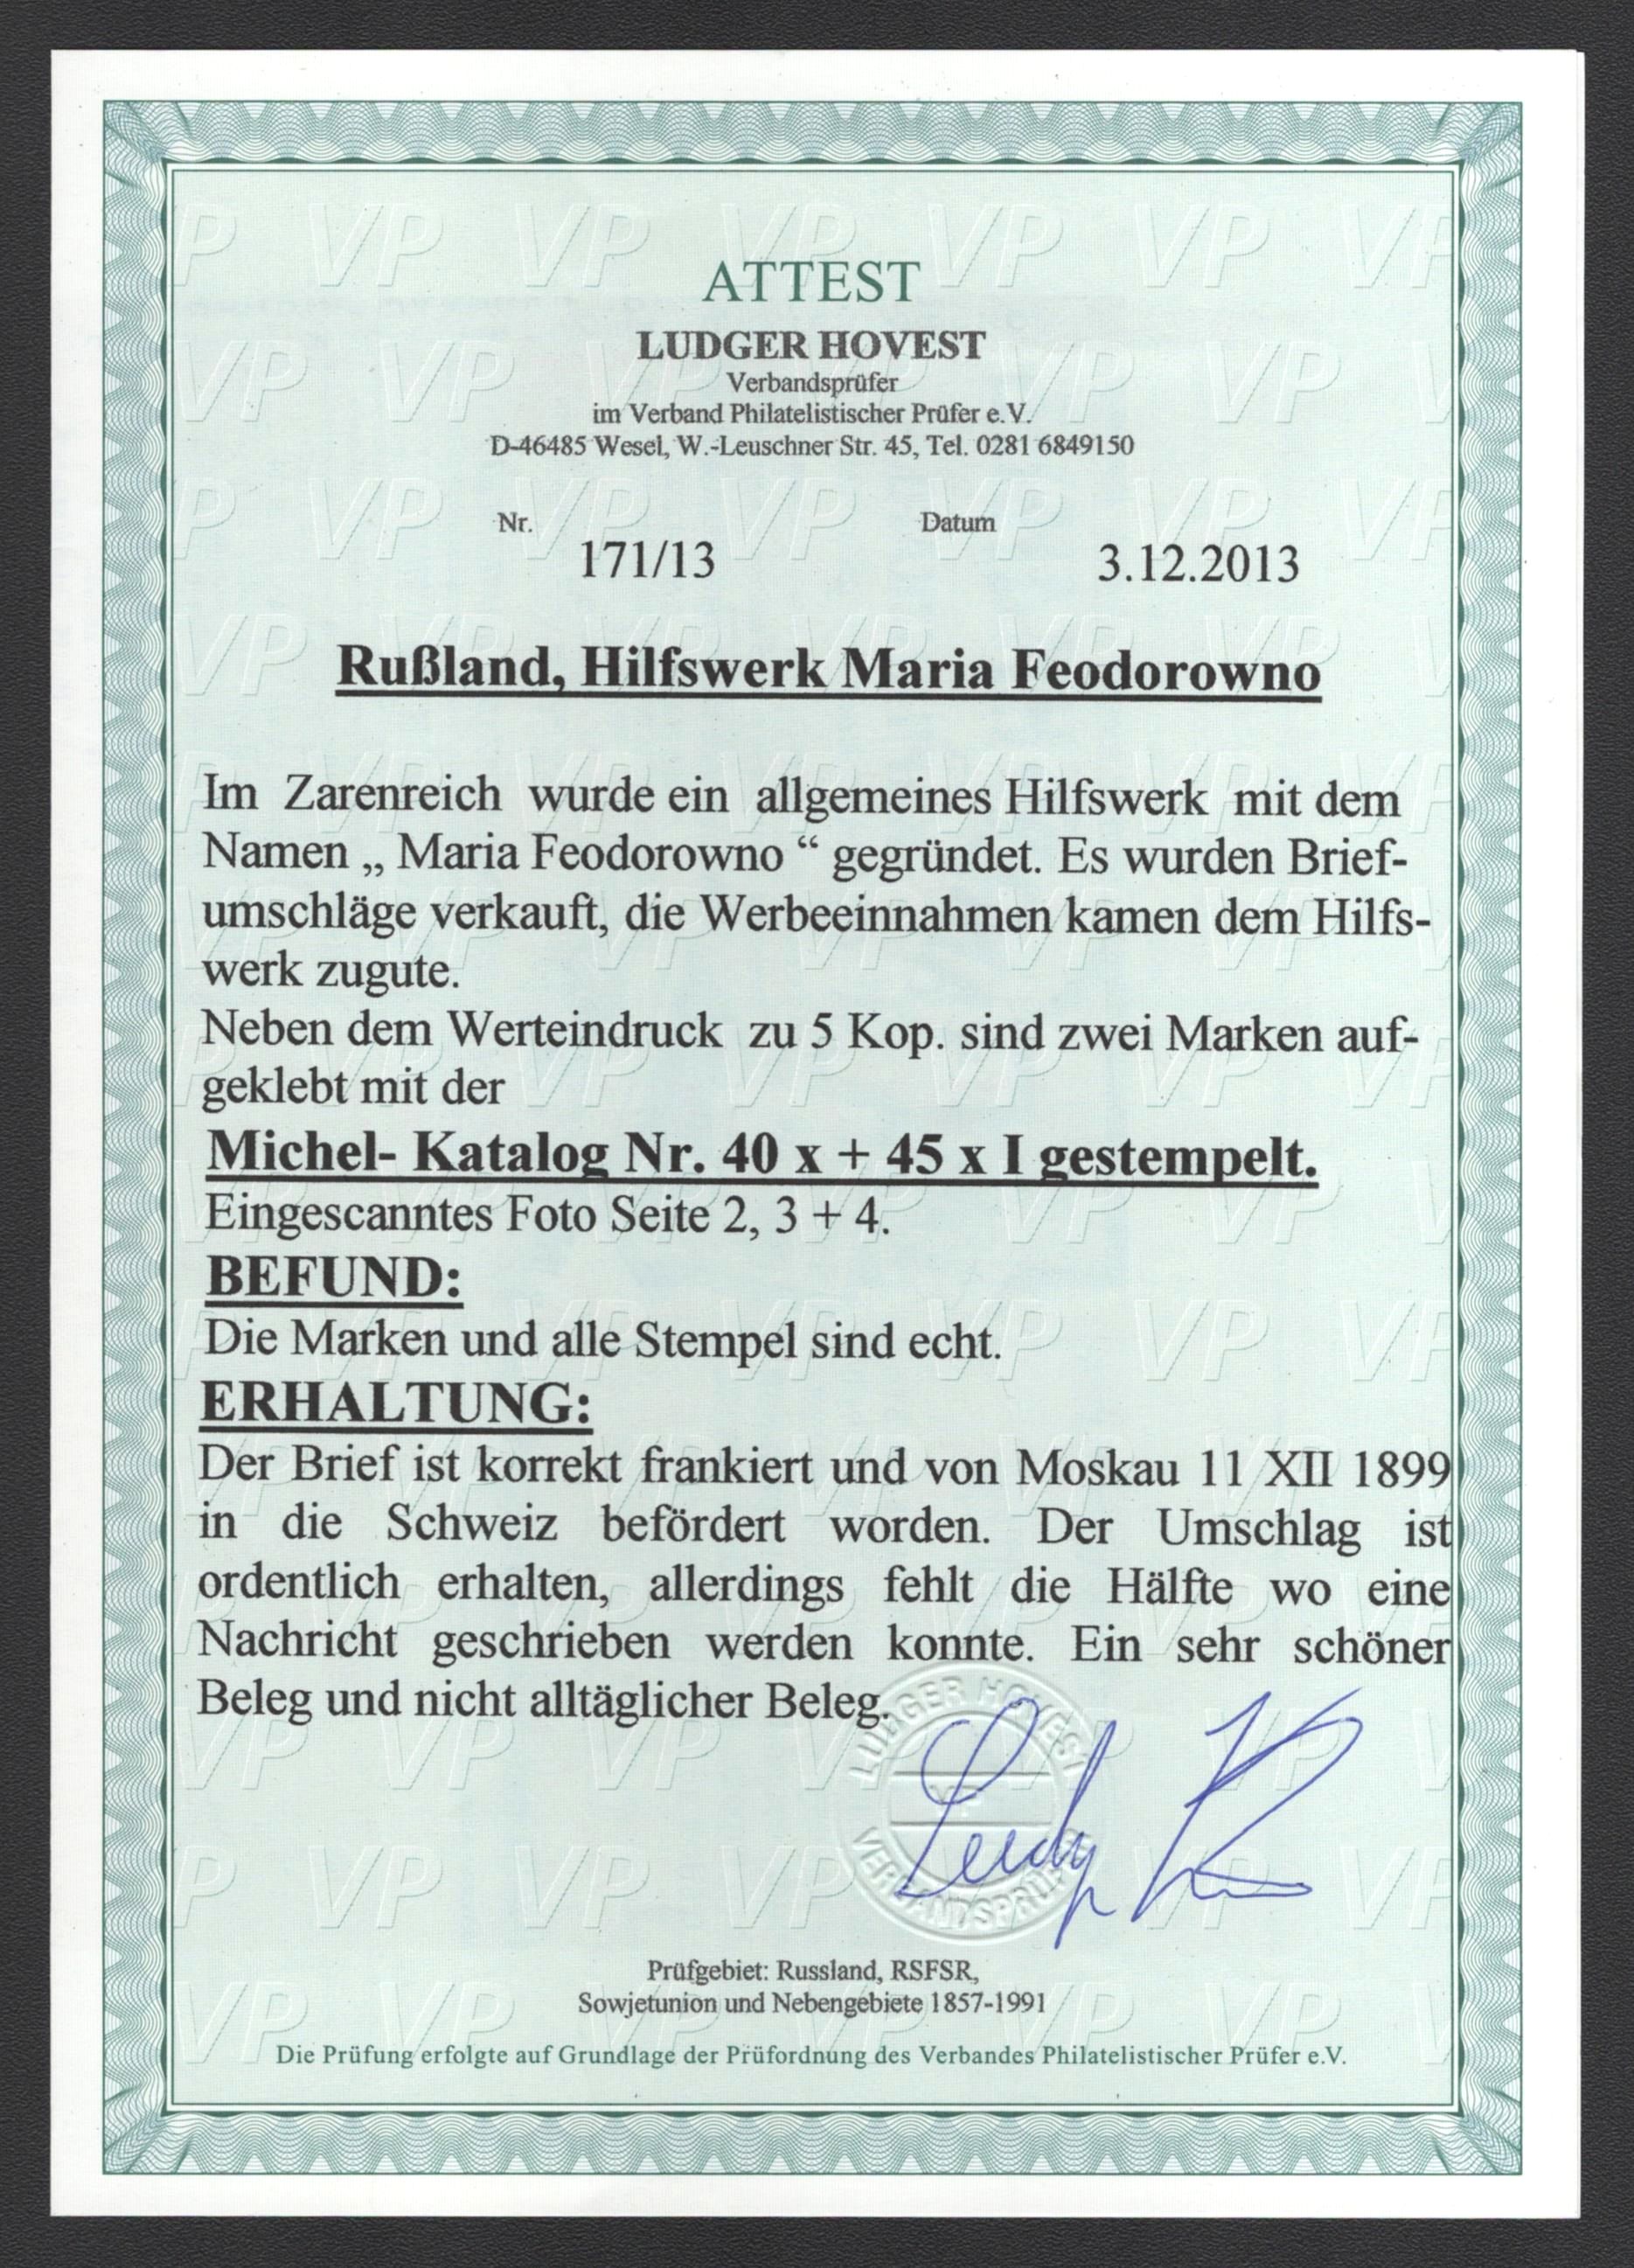 ATTEST
LUDGER HOVEST
Verbandsprüfer
im Verband Philatelistischer Prüfer e.V.
D-46485 Wesel, W.-Leuschner Str. 45, Tel. 0281 6849150
Nr. Datum
171/13 3.12.2013
Rußland, Hilfswerk Maria Feodorowno
Im Zarenreich wurde ein allgemeines Hilfswerk mit dem
Namen „ Maria Feodorowno “ gegründet. Es wurden Brief-
umschläge verkauft, die Werbeeinnahmen kamen dem Hilfs-
werk zugute.
Neben dem Werteindruck zu 5 Kop. sind zwei Marken auf-
geklebt mit der
Michel- Katalog Nr. 40 x + 45 x I gestempelt.
Eingescanntes Foto Seite 2, 3 + 4.
BEFUND:
Die Marken und alle Stempel sind echt.
ERHALTUNG:
Der Brief ist korrekt frankiert und von Moskau 11 XII 1899
in die Schweiz befördert worden. Der Umschlag ist
ordentlich erhalten, allerdings fehlt die Hälfte wo eine
Nachricht geschrieben werden konnte. Ein sehr schöner
Beleg und nicht alltäglicher Beleg.
LUDGER HOVEST
VP
VERBANDSPRÜFER
Prüfgebiet: Russland, RSFSR,
Sowjetunion und Nebengebiete 1857-1991
Die Prüfung erfolgte auf Grundlage der Prüfordnung des Verbandes Philatelistischer Prüfer e.V.